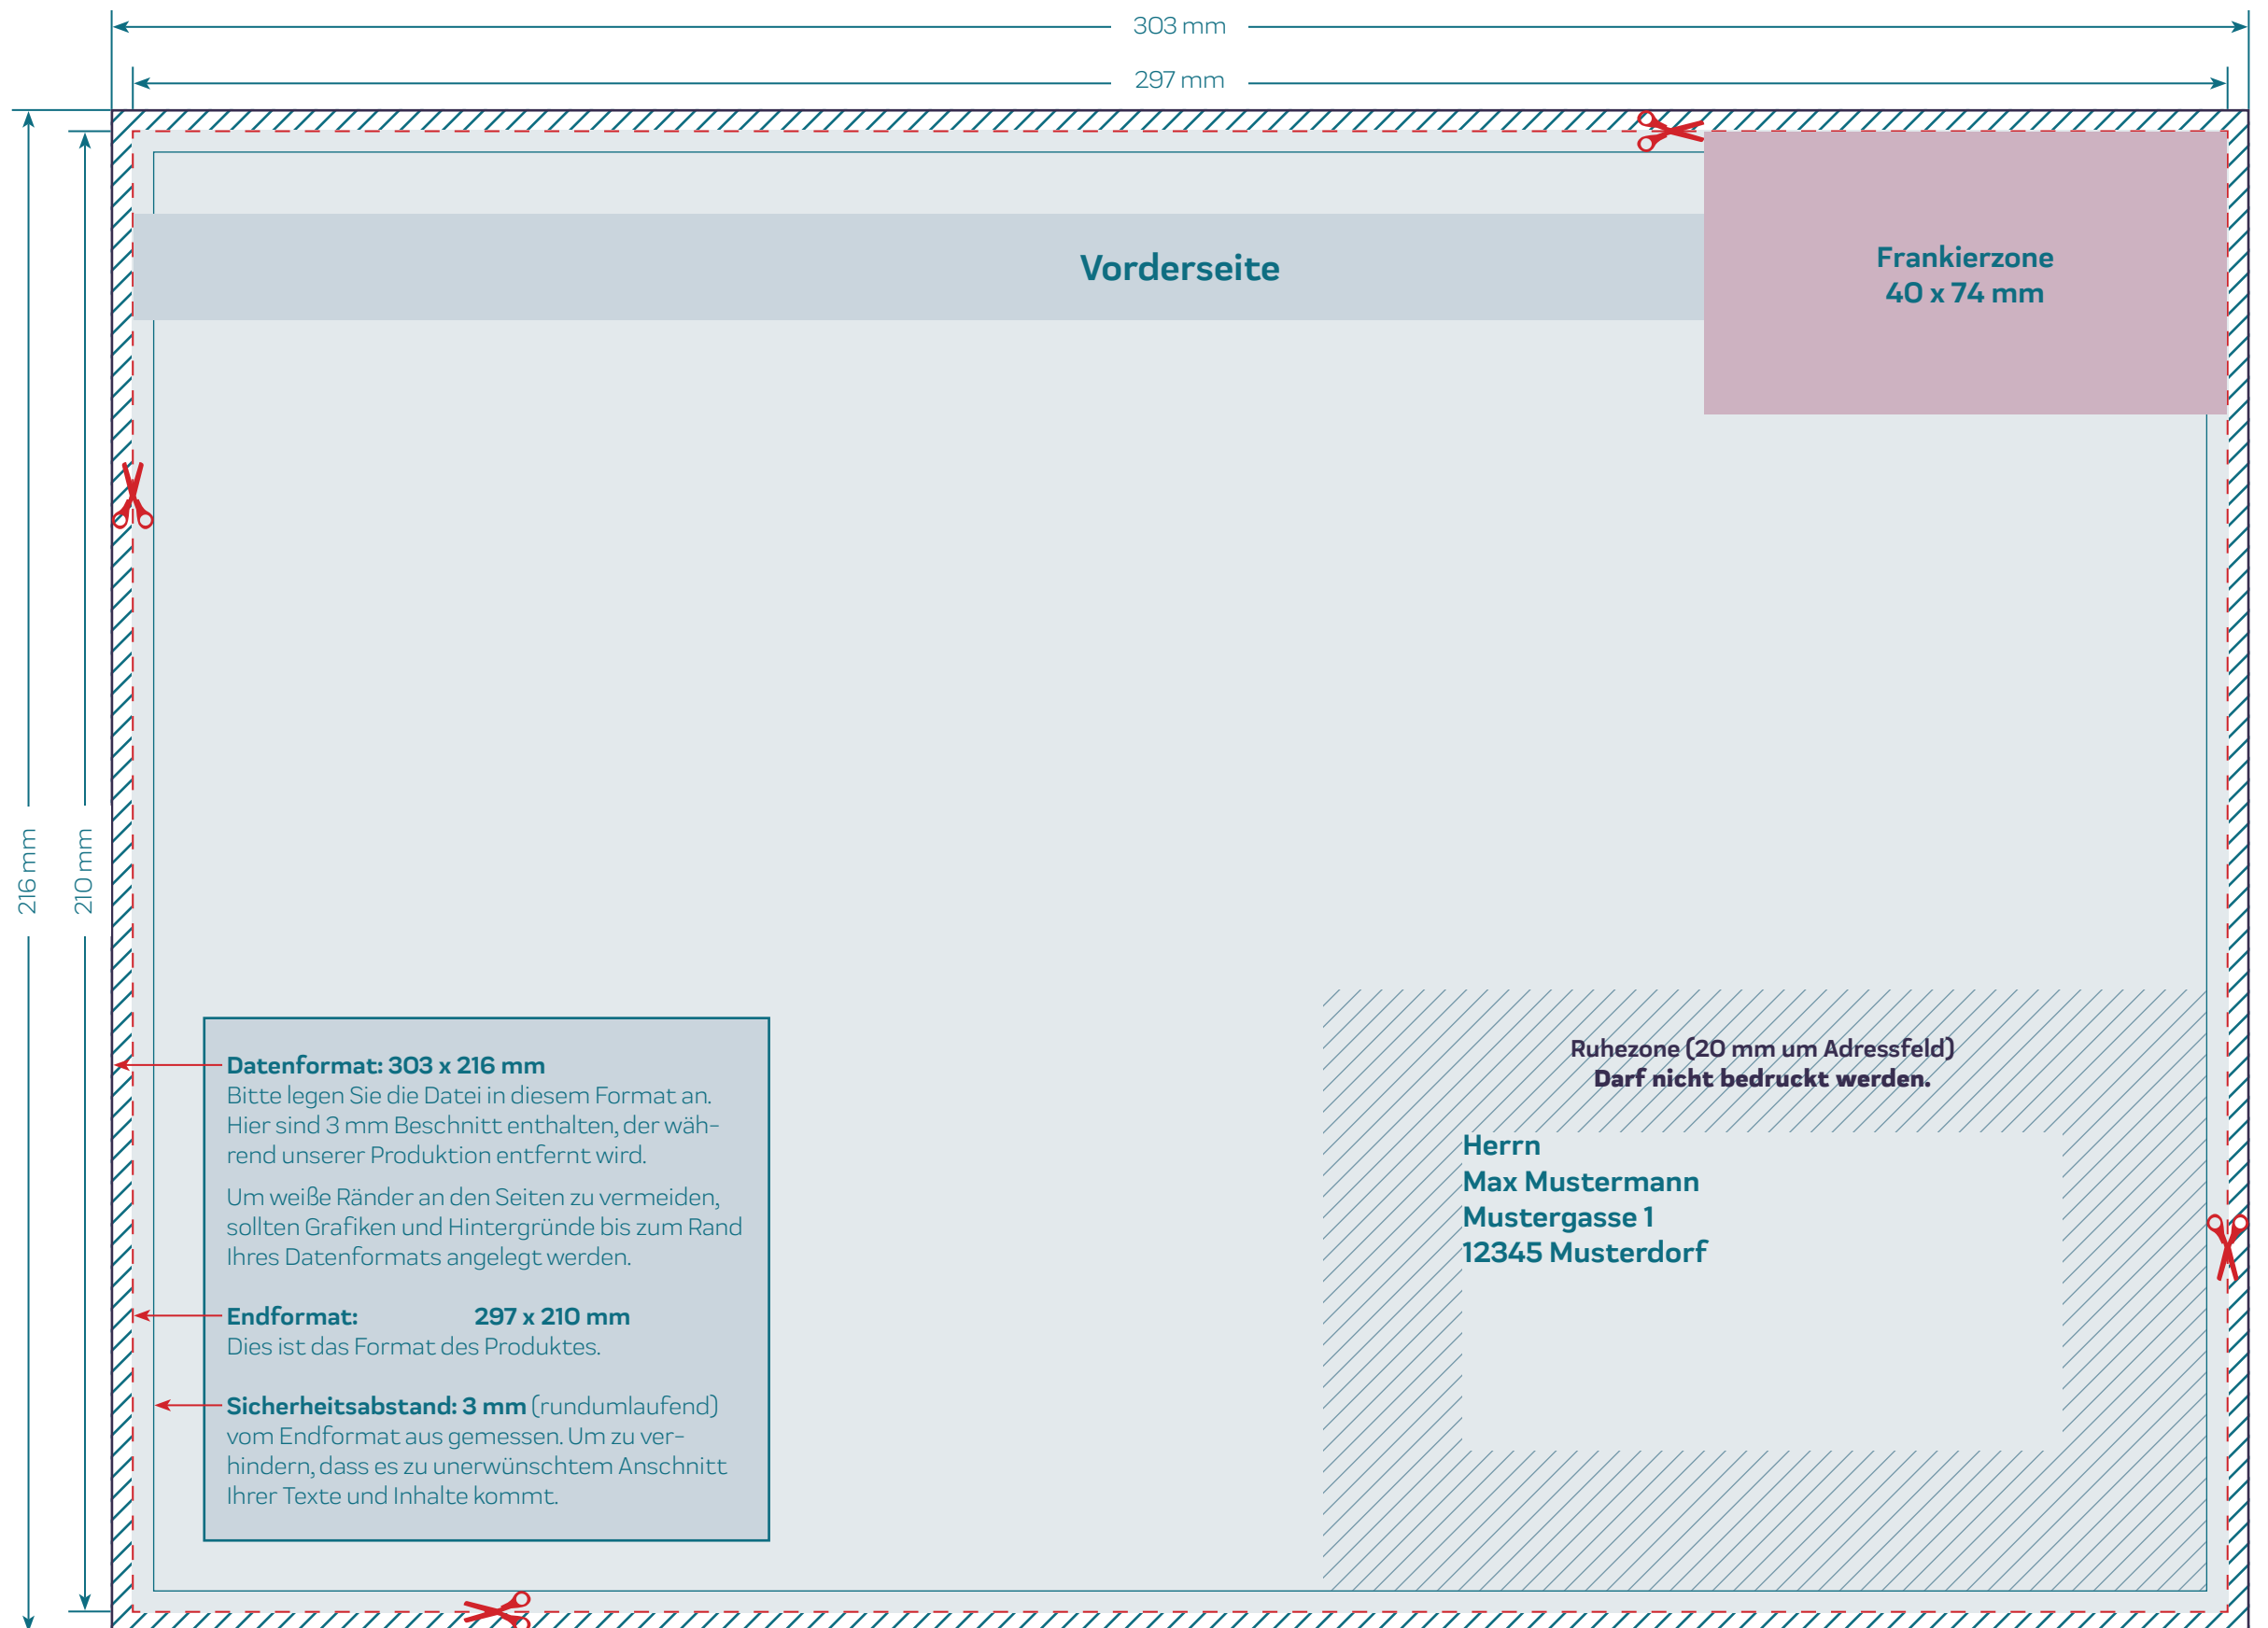 303 mm
297 mm
216 mm
210 mm
Vorderseite
Frankierzone
40 x 74 mm
Datenformat: 303 x 216 mm
Bitte legen Sie die Datei in diesem Format an.
Hier sind 3 mm Beschnitt enthalten, der wäh-
rend unserer Produktion entfernt wird.
Um weiße Ränder an den Seiten zu vermeiden,
sollten Grafiken und Hintergründe bis zum Rand
Ihres Datenformats angelegt werden.
Endformat: 297 x 210 mm
Dies ist das Format des Produktes.
Sicherheitsabstand: 3 mm (rundumlaufend)
vom Endformat aus gemessen. Um zu ver-
hindern, dass es zu unerwünschtem Anschnitt
Ihrer Texte und Inhalte kommt.
Ruhezone (20 mm um Adressfeld)
Darf nicht bedruckt werden.
Herrn
Max Mustermann
Mustergasse 1
12345 Musterdorf